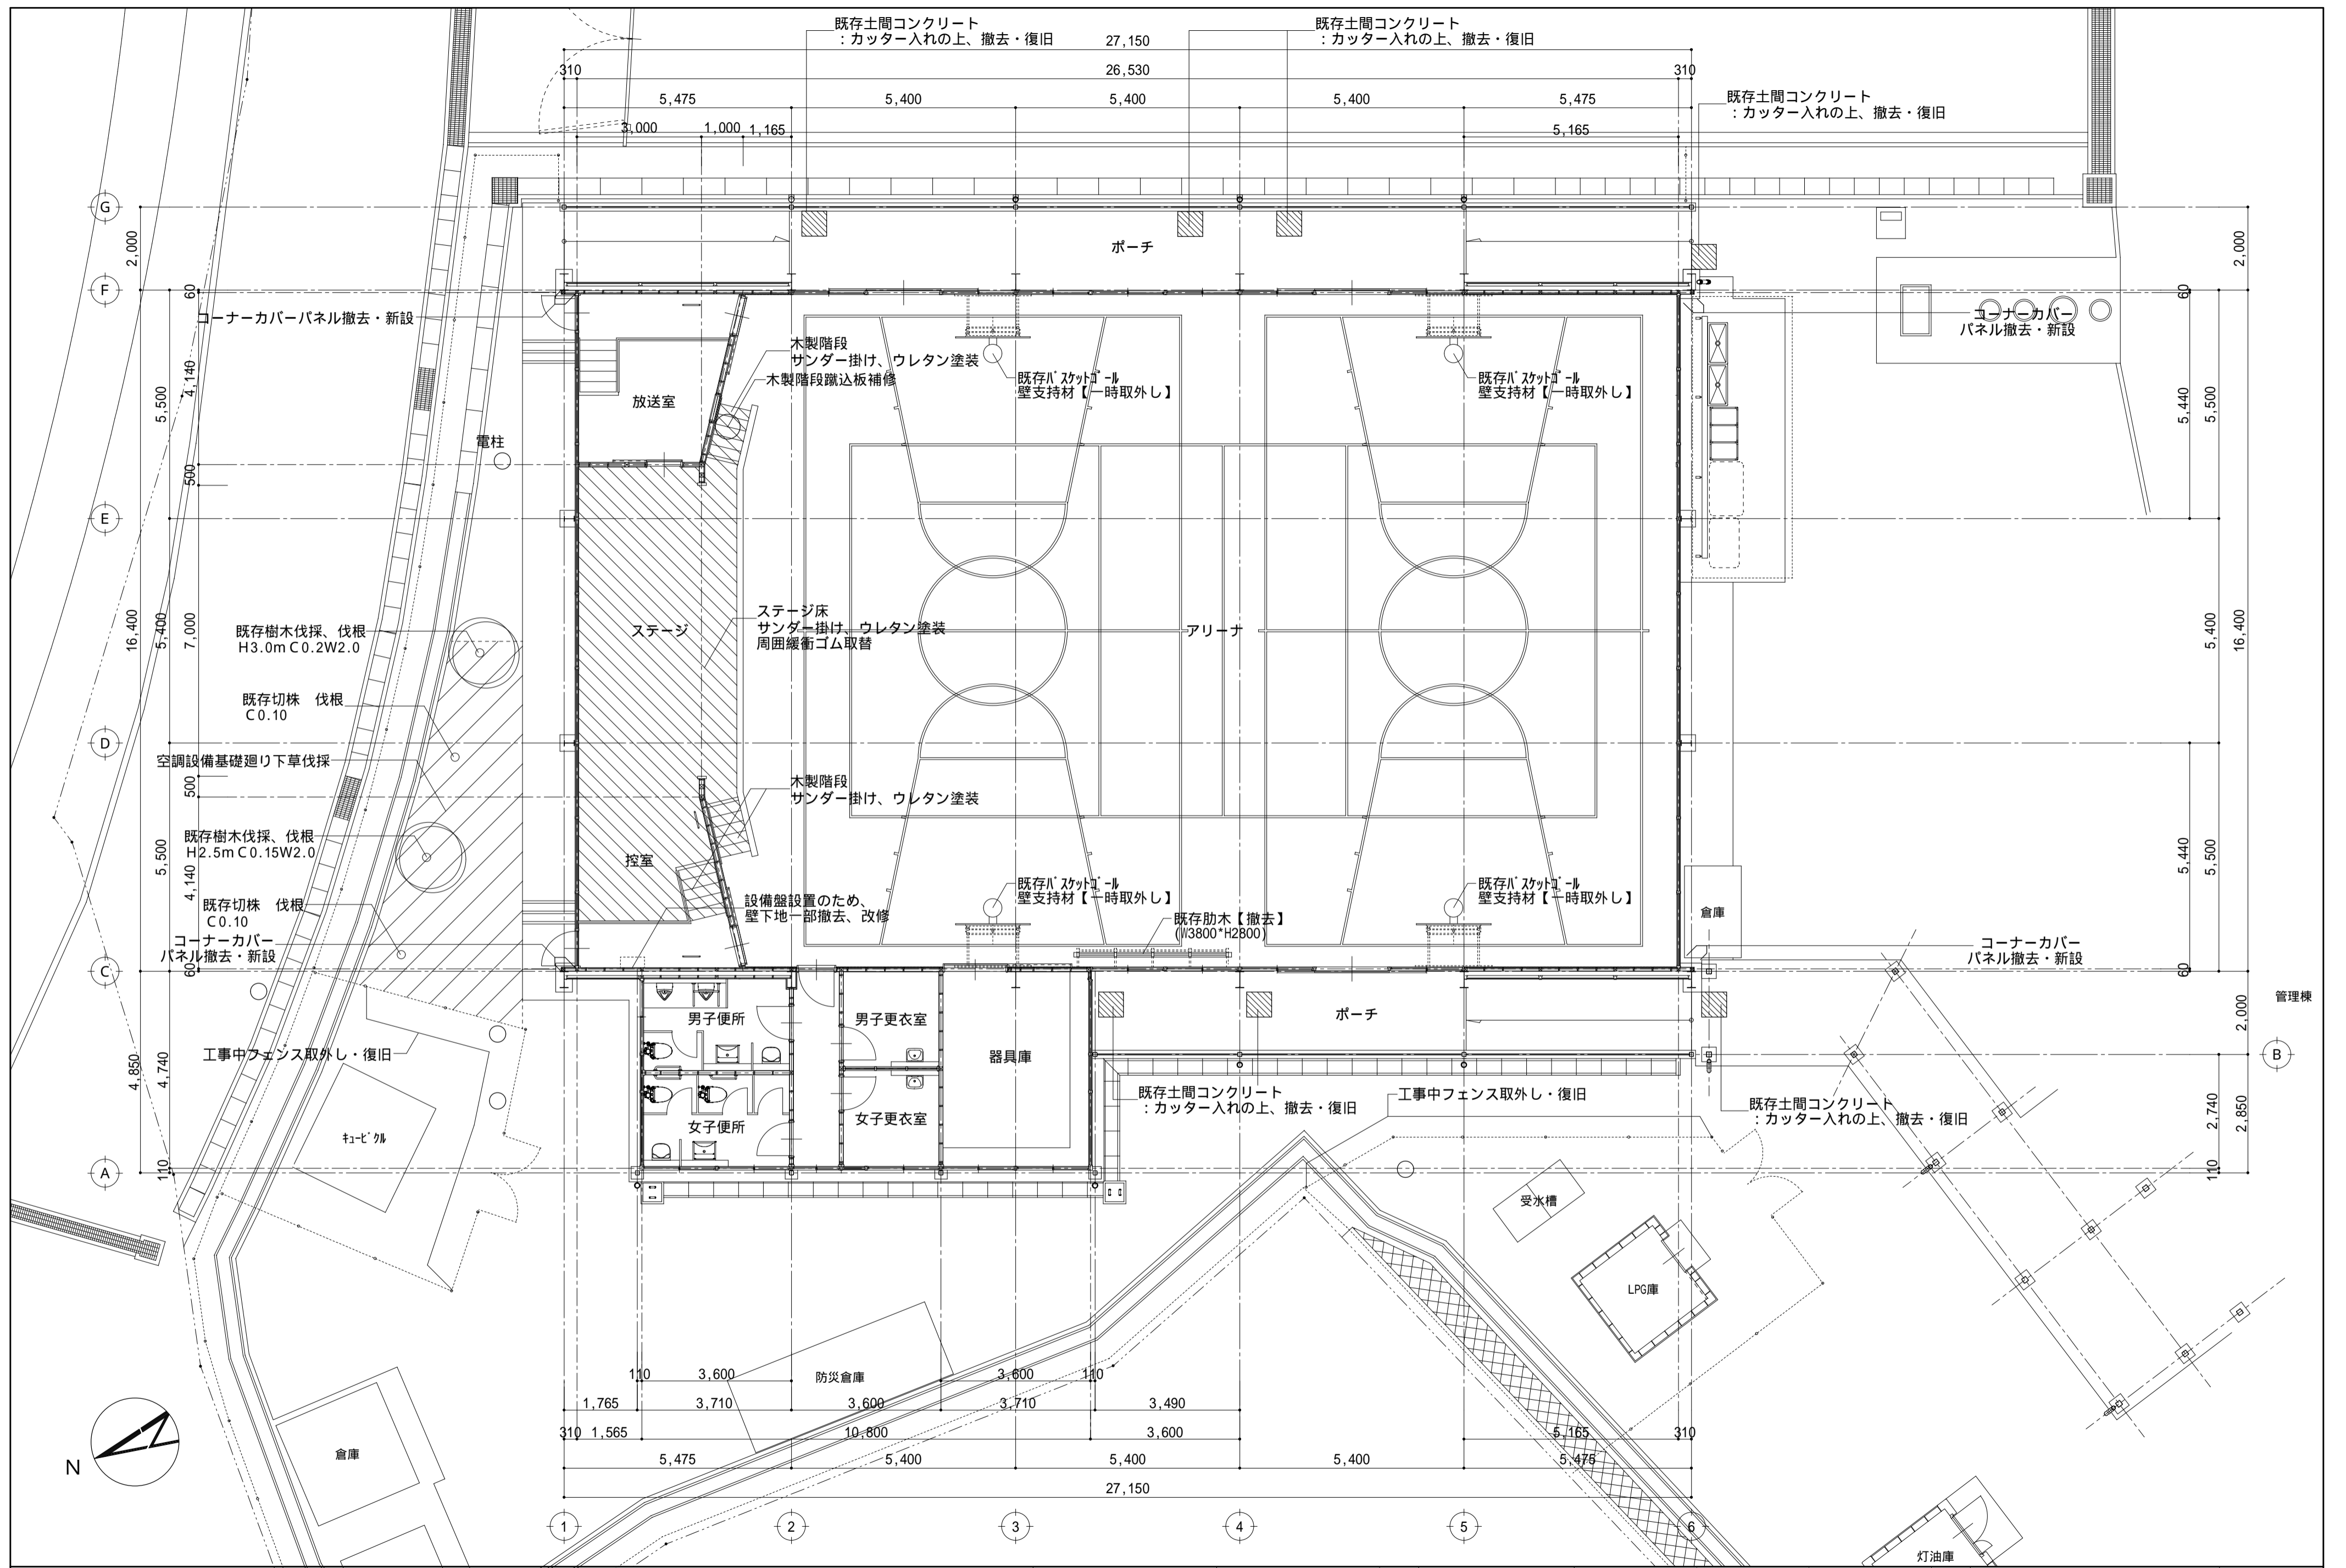 既存土間コンクリート
：カッター入れの上、撤去・復旧
既存土間コンクリート
：カッター入れの上、撤去・復旧
27,150
310
26,530
310
5,475
5,400
5,400
5,400
5,475
既存土間コンクリート
：カッター入れの上、撤去・復旧
3,000
1,000
1,165
5,165
G
2,000
ポーチ
2,000
F
60
60
コーナーカバーパネル撤去・新設
コーナーカバー
パネル撤去・新設
木製階段
サンダー掛け、ウレタン塗装
木製階段蹴込板補修
既存バスケットゴール
壁支持材【一時取外し】
既存バスケットゴール
壁支持材【一時取外し】
5,500
4,140
放送室
5,440
5,500
電柱
500
E
16,400
5,400
7,000
既存樹木伐採、伐根
H3.0mC0.2W2.0
ステージ
ステージ床
サンダー掛け、ウレタン塗装
周囲緩衝ゴム取替
アリーナ
5,400
16,400
既存切株　伐根
C0.10
D
空調設備基礎廻り下草伐採
500
木製階段
サンダー掛け、ウレタン塗装
既存樹木伐採、伐根
H2.5mC0.15W2.0
5,500
4,140
控室
5,440
5,500
既存切株　伐根
C0.10
設備盤設置のため、
壁下地一部撤去、改修
既存バスケットゴール
壁支持材【一時取外し】
既存バスケットゴール
壁支持材【一時取外し】
既存肋木【撤去】
(W3800*H2800)
倉庫
コーナーカバー
パネル撤去・新設
コーナーカバー
パネル撤去・新設
C
60
60
管理棟
男子便所
男子更衣室
ポーチ
2,000
工事中フェンス取外し・復旧
器具庫
B
4,850
4,740
既存土間コンクリート
：カッター入れの上、撤去・復旧
工事中フェンス取外し・復旧
既存土間コンクリート
：カッター入れの上、撤去・復旧
2,740
2,850
キュービクル
女子便所
女子更衣室
A
110
110
受水槽
LPG庫
防災倉庫
110
3,600
3,600
110
1,765
3,710
3,600
3,710
3,490
310
1,565
10,800
3,600
5,165
310
N
倉庫
5,475
5,400
5,400
5,400
5,475
27,150
1
2
3
4
5
6
灯油庫